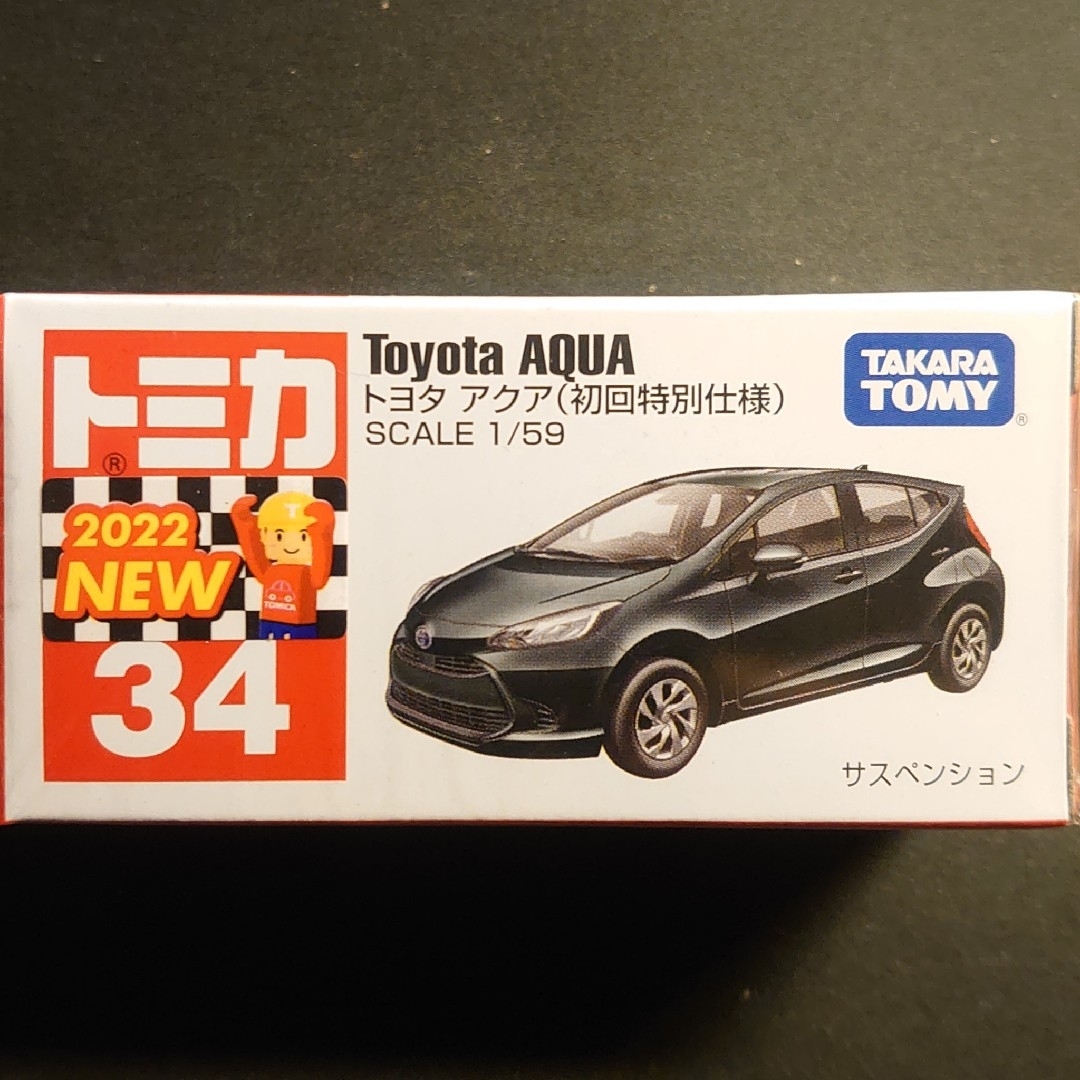 トミカ
®
2022
NEW
T
TOMICA
34
Toyota AQUA
トヨタ アクア(初回特別仕様)
SCALE 1/59
TAKARA
TOMY
®
サスペンション